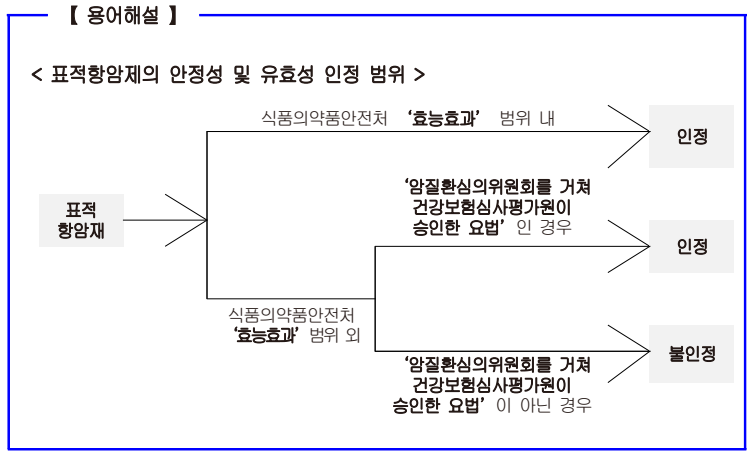 【 용어해설 】
< 표적항암제의 안정성 및 유효성 인정 범위 >
식품의약품안전처 ‘효능효과’ 범위 내
인정
표적
항암재
‘암질환심의위원회를 거쳐
건강보험심사평가원이
승인한 요법’ 인 경우
인정
식품의약품안전처
‘효능효과’ 범위 외
불인정
‘암질환심의위원회를 거쳐
건강보험심사평가원이
승인한 요법’ 이 아닌 경우